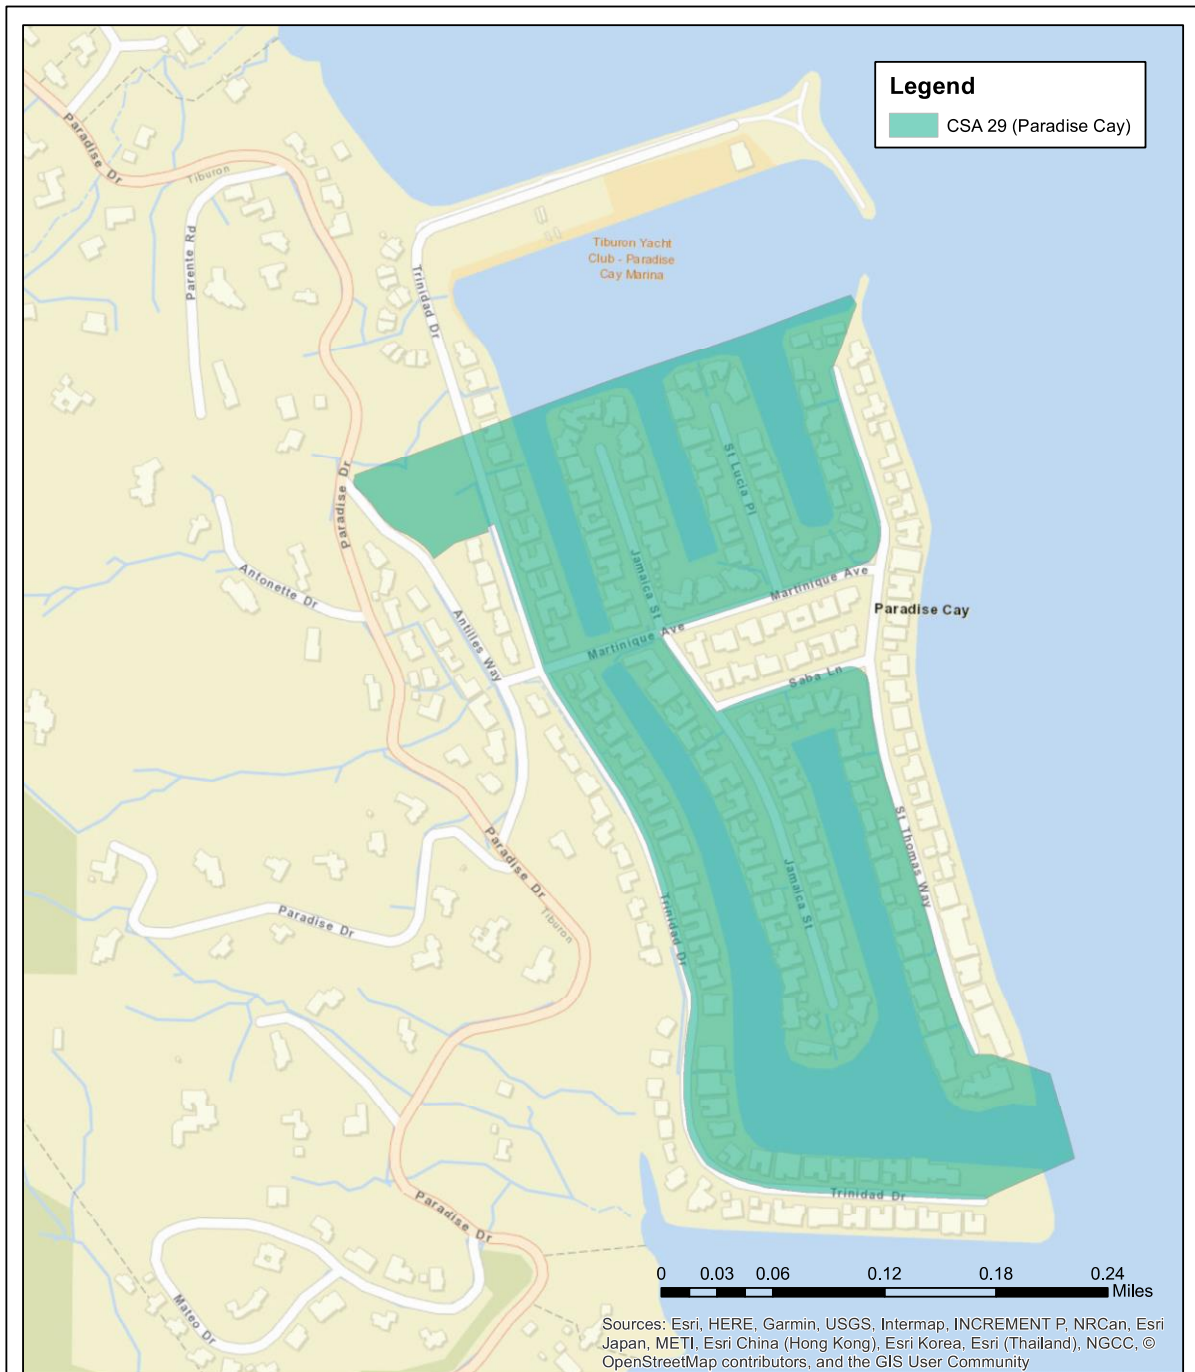 Legend
CSA 29 (Paradise Cay)
Paradise Dr
Tiburon
Parente Rd
Trinidad Dr
Tiburon Yacht
Club - Paradise
Cay Marina
Paradise Dr
St Lucia Pl
Jamaica St
Antonette Dr
Antilles Way
Martinique Ave
Martinique Ave
Paradise Cay
Saba Ln
Paradise Dr
Tiburon
Paradise Dr
Trinidad Dr
Jamaica St
St Thomas Way
Trinidad Dr
Paradise Dr
Mateo Dr
0 0.03 0.06 0.12 0.18 0.24
Miles
Sources: Esri, HERE, Garmin, USGS, Intermap, INCREMENT P, NRCan, Esri
Japan, METI, Esri China (Hong Kong), Esri Korea, Esri (Thailand), NGCC, ©
OpenStreetMap contributors, and the GIS User Community